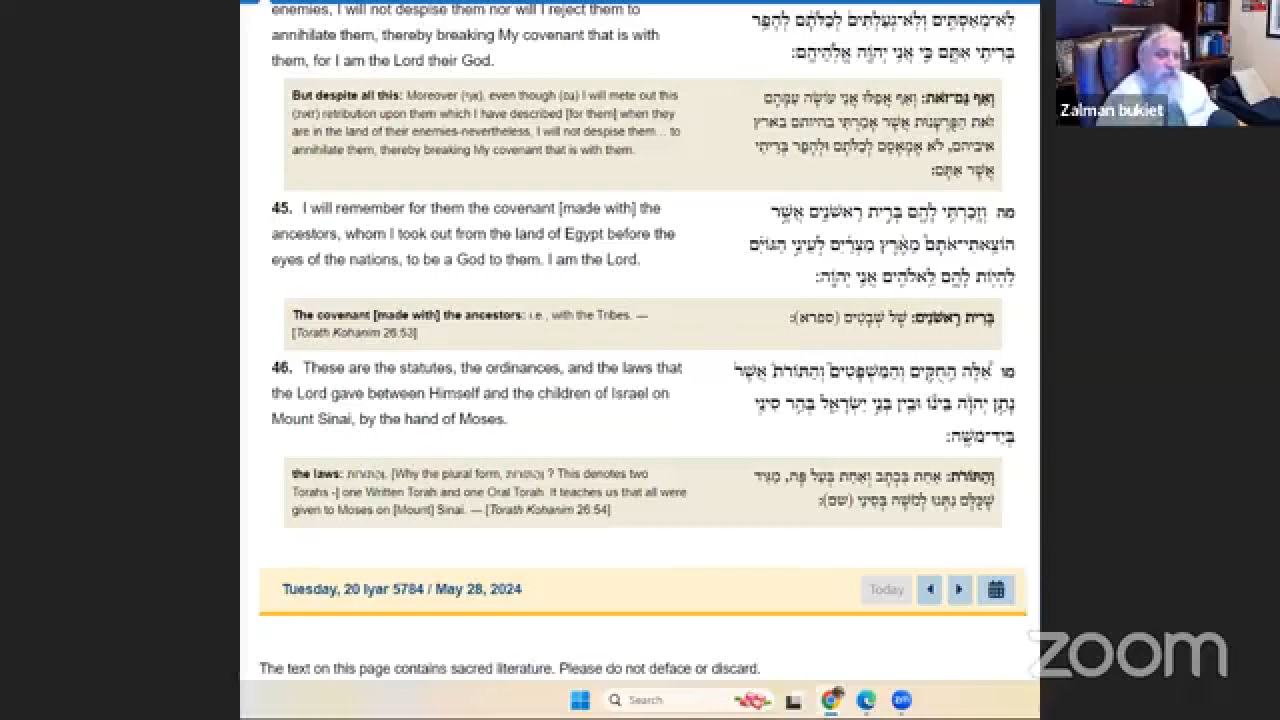 enemies, I will not despise them nor will I reject them to
annihilate them, thereby breaking My covenant that is with
them, for I am the Lord their God.
לֹא־מְאַסְתִּ֤ים וְלֹֽא־גְעַלְתִּים֙ לְכַלֹּתָ֔ם לְהָפֵ֥ר
בְּרִיתִ֖י אִתָּ֑ם כִּ֛י אֲנִ֥י יְהֹוָ֖ה אֱלֹֽהֵיהֶֽם:
But despite all this: Moreover (אַף), even though (גַּם) I will mete out this
(זֹאת) retribution upon them which I have described [for them] when they
are in the land of their enemies-nevertheless, I will not despise them… to
annihilate them, thereby breaking My covenant that is with them.
וְאַף גַּם־זֹאת: וְאַף אֲפִלּוּ אֲנִי עוֹשֶׂה עִמָּהֶם
זֹאת הַפֻּרְעָנוּת אֲשֶׁר אָמַרְתִּי בִּהְיוֹתָם בְּאֶרֶץ
אֹיְבֵיהֶם, לֹא אֶמְאָסֵם לְכַלּוֹתָם וּלְהָפֵר בְּרִיתִי
אֲשֶׁר אִתָּם:
45. I will remember for them the covenant [made with] the
ancestors, whom I took out from the land of Egypt before the
eyes of the nations, to be a God to them. I am the Lord.
מה וְזָכַרְתִּ֥י לָהֶ֖ם בְּרִ֣ית רִֽאשֹׁנִ֑ים אֲשֶׁ֣ר
הוֹצֵֽאתִי־אֹתָם֩ מֵאֶ֨רֶץ מִצְרַ֜יִם לְעֵינֵ֣י הַגּוֹיִ֗ם
לִֽהְי֥וֹת לָהֶ֛ם לֵֽאלֹהִ֖ים אֲנִ֥י יְהֹוָֽה:
The covenant [made with] the ancestors: i.e., with the Tribes. —
[Torath Kohanim 26:53]
בְּרִית רִאשֹׁנִים: שֶׁל שְׁבָטִים (ספרא):
46. These are the statutes, the ordinances, and the laws that
the Lord gave between Himself and the children of Israel on
Mount Sinai, by the hand of Moses.
מו אֵ֠לֶּה הַֽחֻקִּ֣ים וְהַמִּשְׁפָּטִים֘ וְהַתּוֹרֹת֒ אֲשֶׁר֙
נָתַ֣ן יְהֹוָ֔ה בֵּינ֕וֹ וּבֵ֖ין בְּנֵ֣י יִשְׂרָאֵ֑ל בְּהַ֥ר סִינַ֖י
בְּיַד־משֶֽׁה:
the laws: וְהַתּוֹרֹת. [Why the plural form, וְהַתּוֹרֹת ? This denotes two
Torahs -] one Written Torah and one Oral Torah. It teaches us that all were
given to Moses on [Mount] Sinai. — [Torath Kohanim 26:54]
וְהַתּוֹרֹת: אַחַת בִּכְתָב וְאַחַת בְּעַל פֶּה, מַגִּיד
שֶׁכֻּלָּם נִתְּנוּ לְמֹשֶׁה בְּסִינַי (שם):
Tuesday, 20 Iyar 5784 / May 28, 2024
Today
The text on this page contains sacred literature. Please do not deface or discard.
Search
zm
Zalman bukiet
zoom